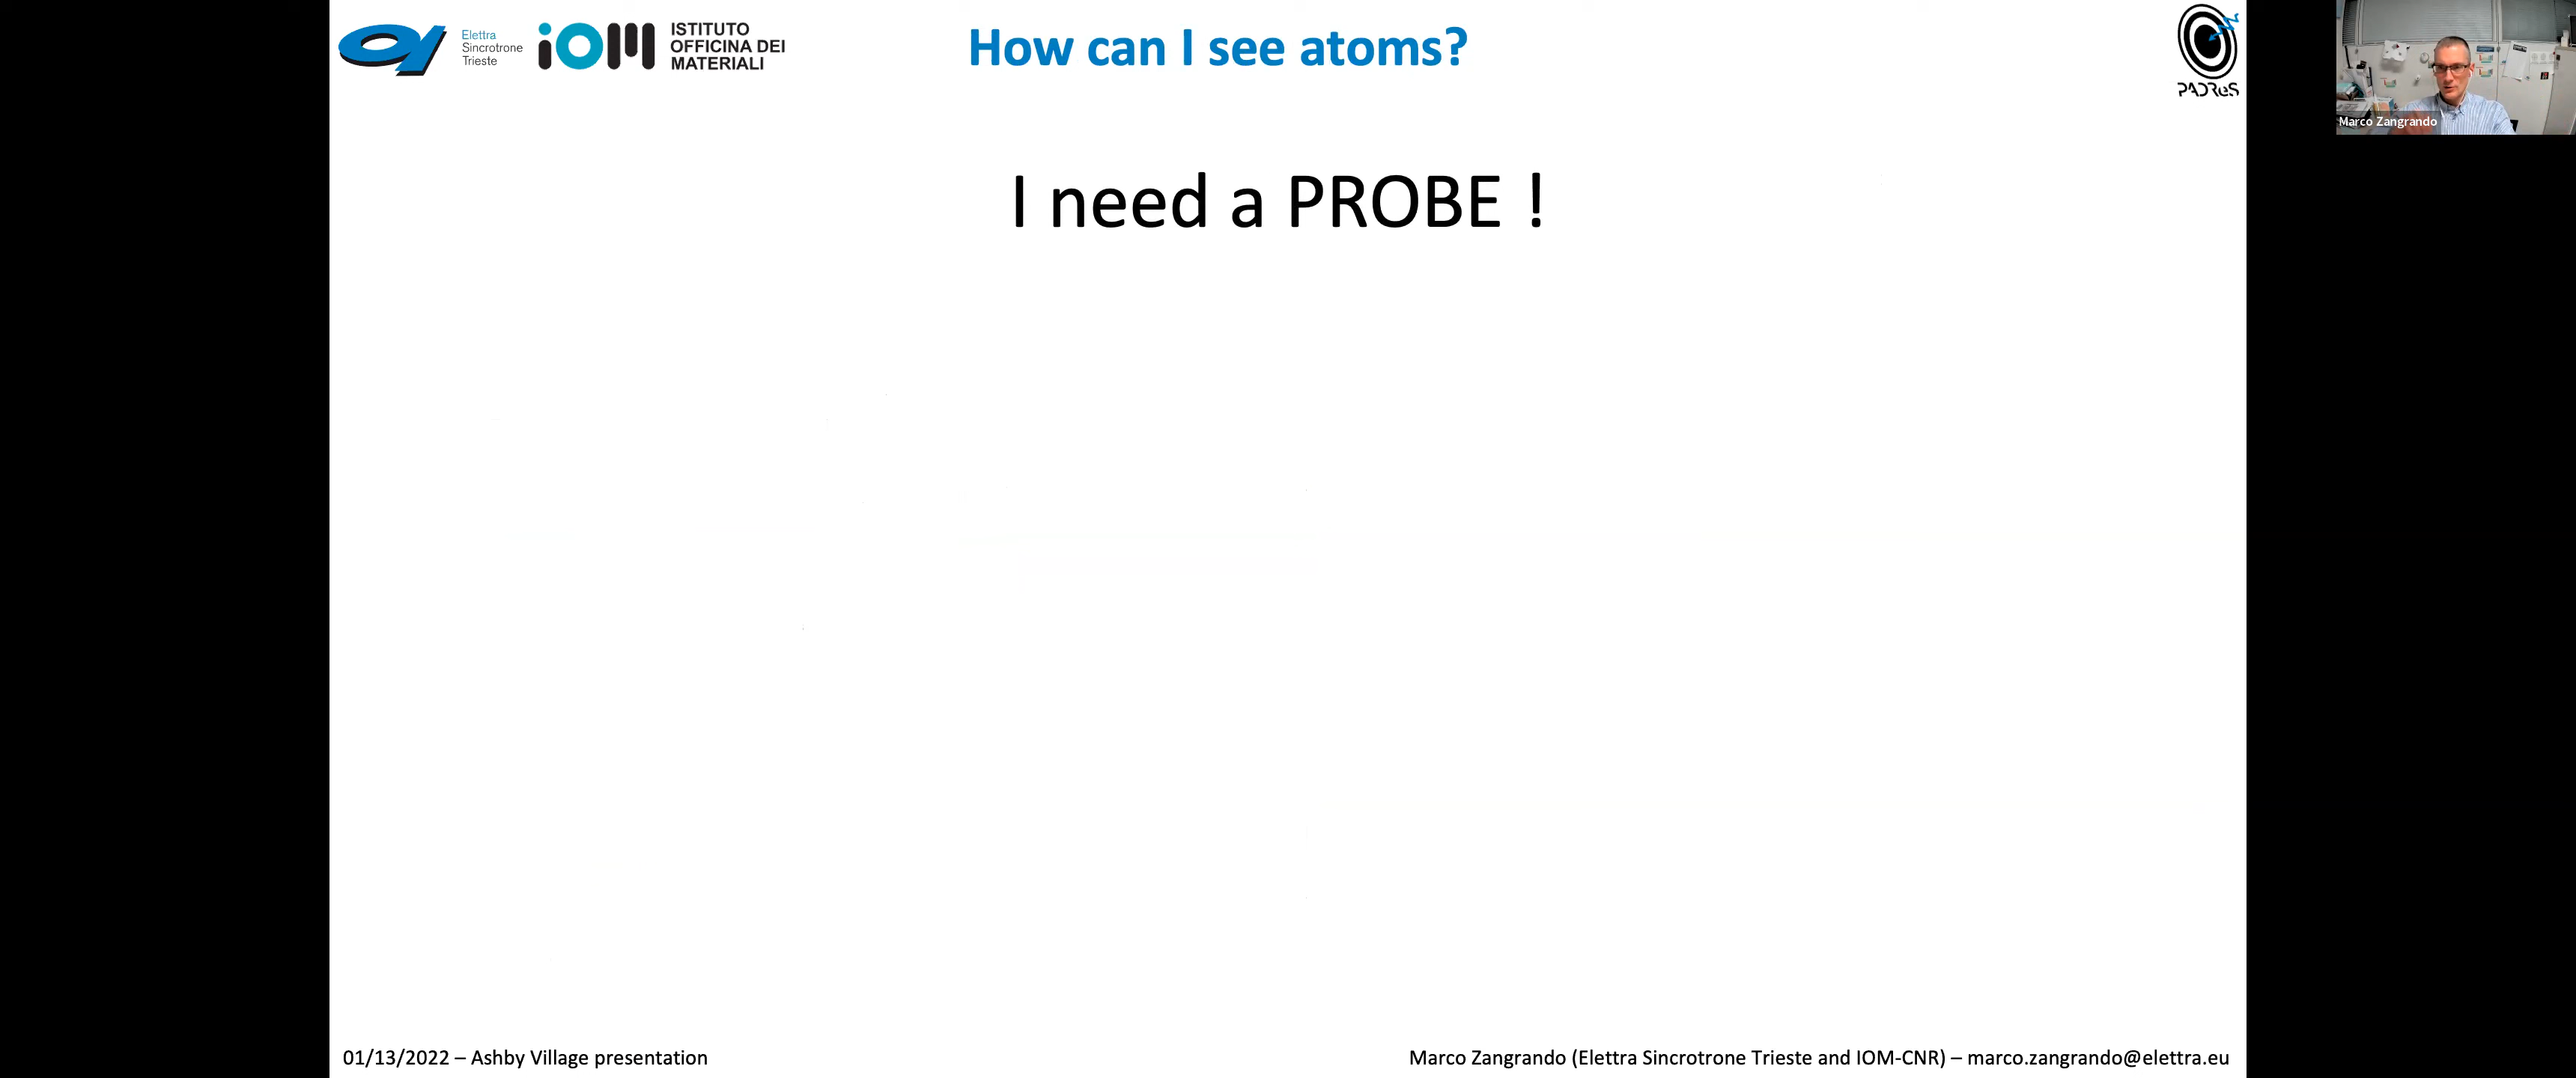 Elettra
Sincrotrone
Trieste
iOM
ISTITUTO
OFFICINA DEI
MATERIALI
How can I see atoms?
PADReS
Marco Zangrando
I need a PROBE !
01/13/2022 – Ashby Village presentation
Marco Zangrando (Elettra Sincrotrone Trieste and IOM-CNR) – marco.zangrando@elettra.eu